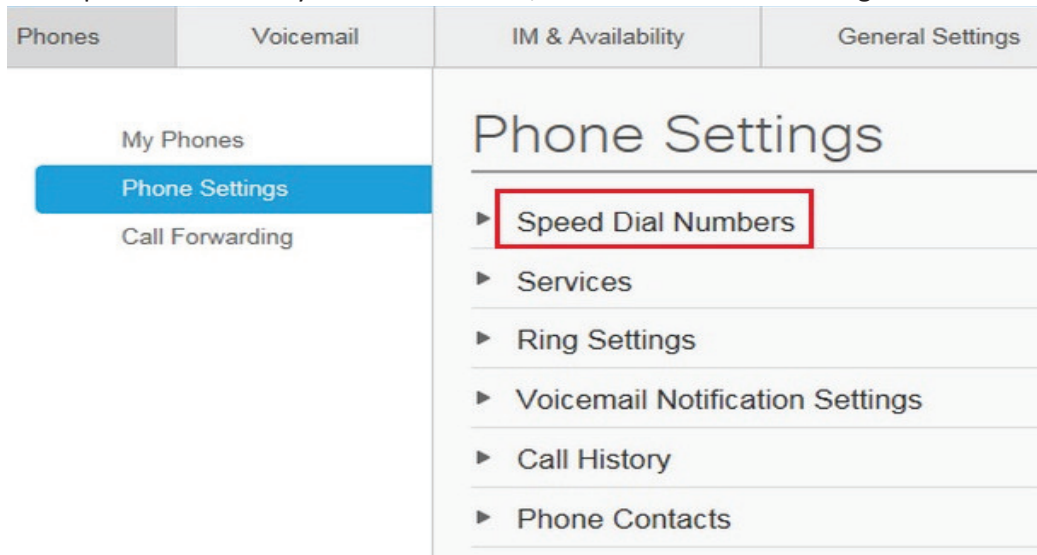 Phones Voicemail IM & Availability General Settings
My Phones
Phone Settings
Call Forwarding
Phone Settings
Speed Dial Numbers
Services
Ring Settings
Voicemail Notification Settings
Call History
Phone Contacts